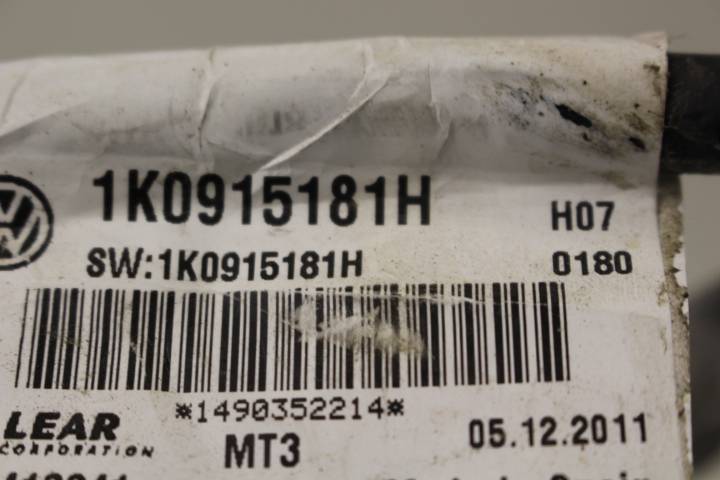 1K0915181H
H07
SW:1K0915181H
0180
*1490352214*
LEAR
CORPORATION
MT3
05.12.2011